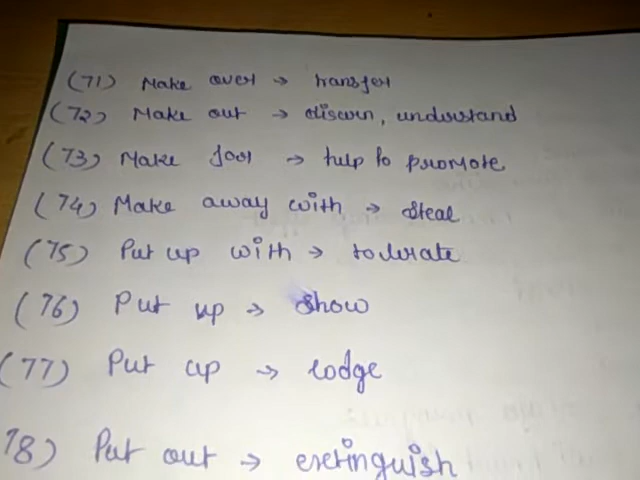 (71) Make over → transfer
(72) Make out → discern, understand
(73) Make for → help to promote
(74) Make away with → steal
(75) Put up with → tolerate
(76) Put up → show
(77) Put up → lodge
78) Put out → extinguish